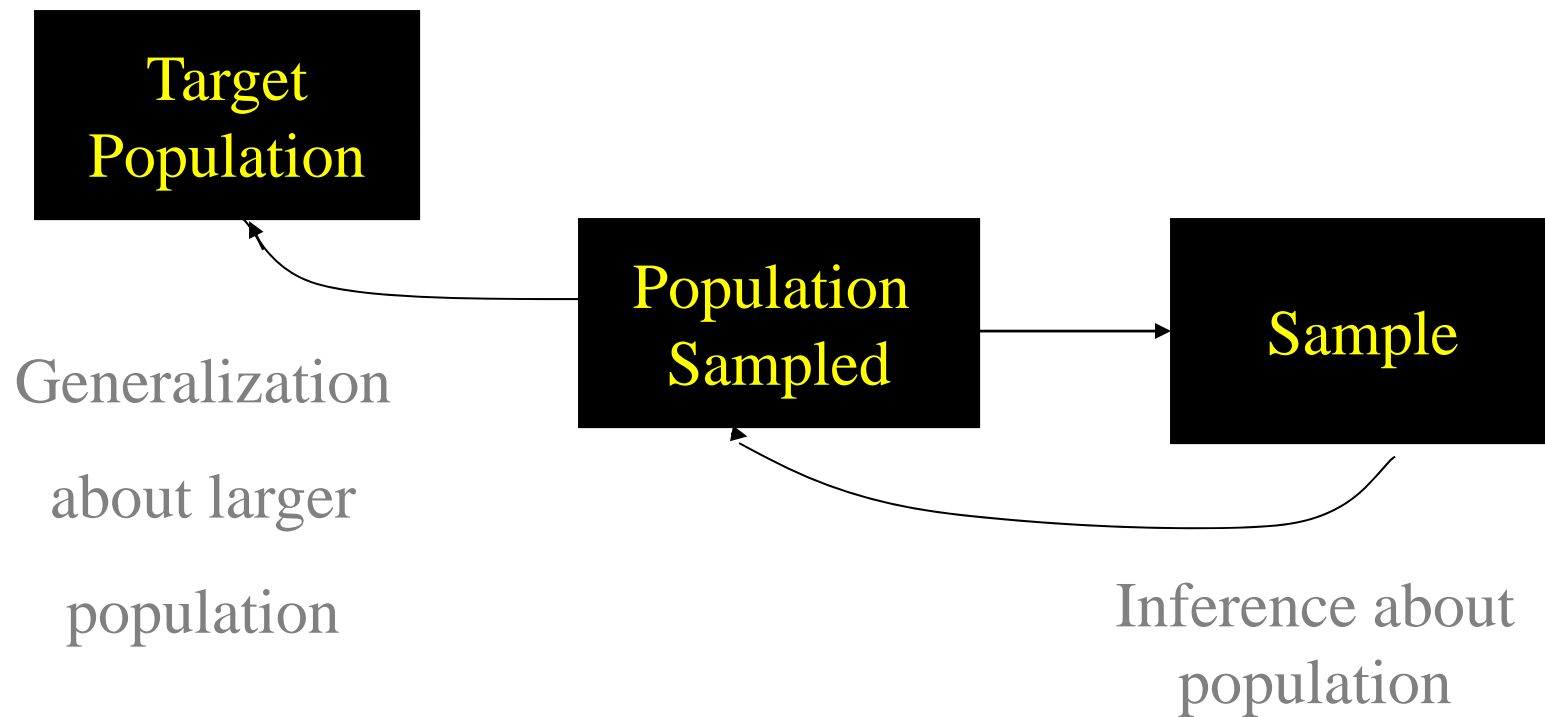 Target
Population
Population
Sampled
Sample
Generalization
about larger
population
Inference about
population